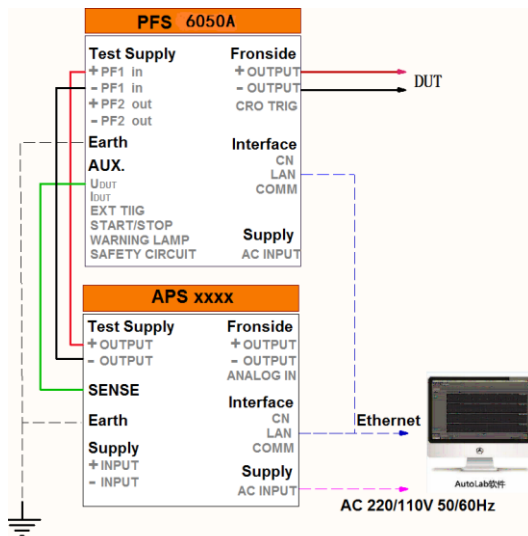 PFS 6050A
Test Supply
+ PF1 in
- PF1 in
+ PF2 out
- PF2 out
Earth
AUX.
UDUT
IDUT
EXT TIIG
START/STOP
WARNING LAMP
SAFETY CIRCUIT
Fronside
+ OUTPUT
- OUTPUT
CRO TRIG
Interface
CN
LAN
COMM
Supply
AC INPUT
DUT
APS xxxx
Test Supply
+ OUTPUT
- OUTPUT
SENSE
Earth
Supply
+ INPUT
- INPUT
Fronside
+ OUTPUT
- OUTPUT
ANALOG IN
Interface
CN
LAN
COMM
Supply
AC INPUT
Ethernet
AutoLab软件
AC 220/110V 50/60Hz